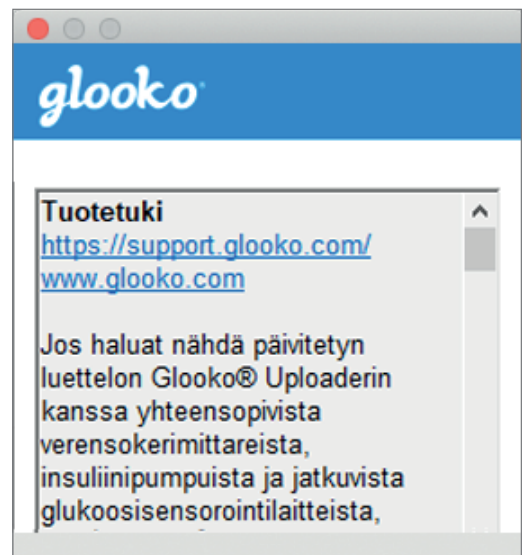 glooko
Tuotetuki
https://support.glooko.com/
www.glooko.com
Jos haluat nähdä päivitetyn
luettelon Glooko® Uploaderin
kanssa yhteensopivista
verensokerimittareista,
insuliinipumpuista ja jatkuvista
glukoosisensorointilaitteista,